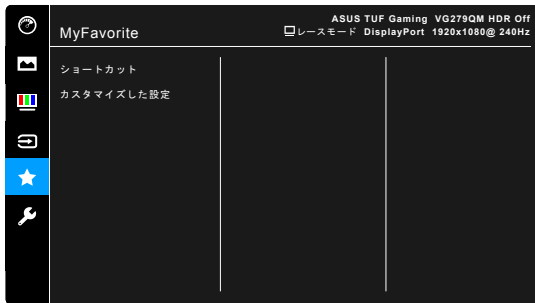 MyFavorite
ASUS TUF Gaming VG279QM HDR Off
レースモード DisplayPort 1920x1080@ 240Hz
ショートカット
カスタマイズした設定